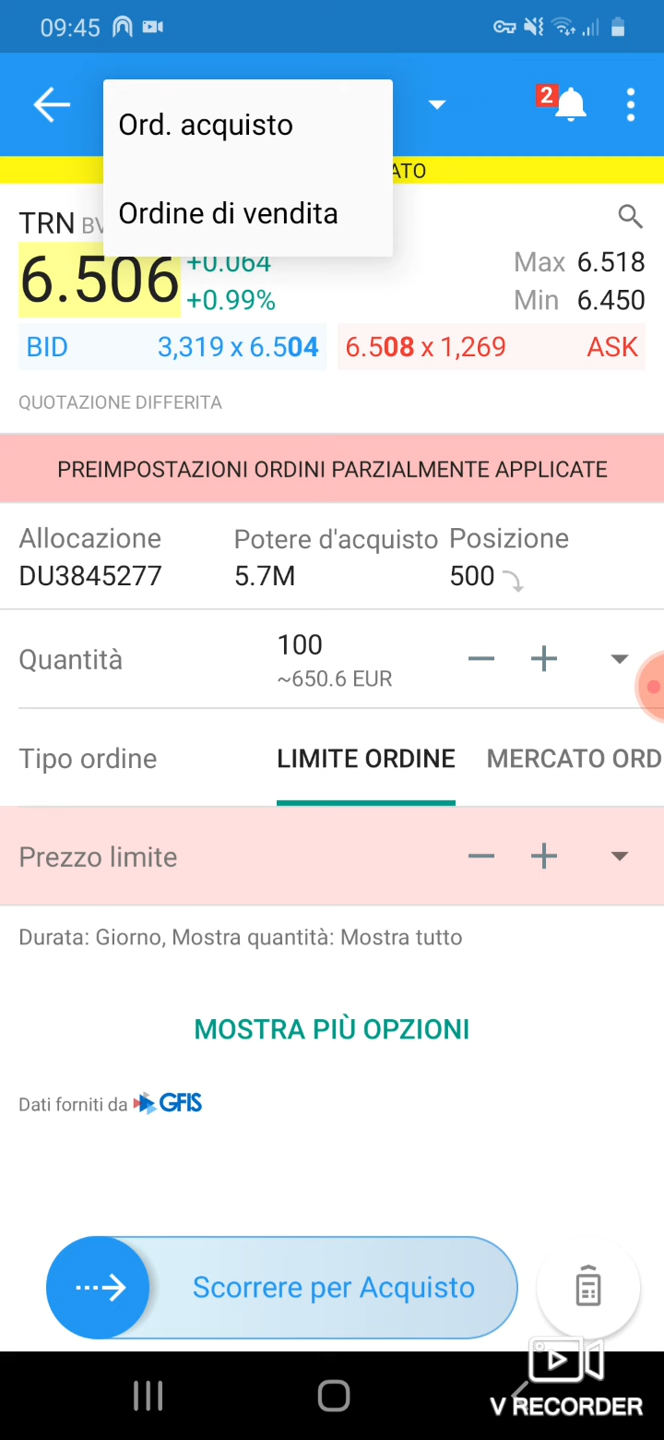 09:45
Ord. acquisto
2
ATO
Ordine di vendita
TRN BV
6.506 +0.064 Max 6.518
+0.99% Min 6.450
BID 3,319 x 6.504 6.508 x 1,269 ASK
QUOTAZIONE DIFFERITA
PREIMPOSTAZIONI ORDINI PARZIALMENTE APPLICATE
Allocazione Potere d'acquisto Posizione
DU3845277 5.7M 500
Quantità 100
~650.6 EUR
Tipo ordine LIMITE ORDINE MERCATO ORD
Prezzo limite
Durata: Giorno, Mostra quantità: Mostra tutto
MOSTRA PIÙ OPZIONI
Dati forniti da GFIS
Scorrere per Acquisto
V RECORDER